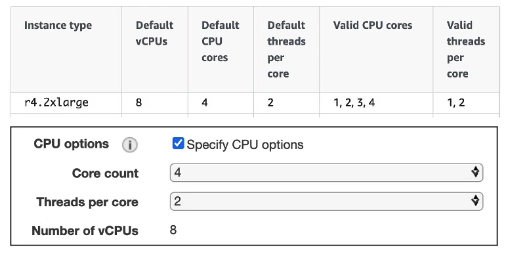 Instance type Default vCPUs Default CPU cores Default threads per core Valid CPU cores Valid threads per core
r4.2xlarge 8 4 2 1, 2, 3, 4 1, 2
CPU options i Specify CPU options
Core count 4
Threads per core 2
Number of vCPUs 8